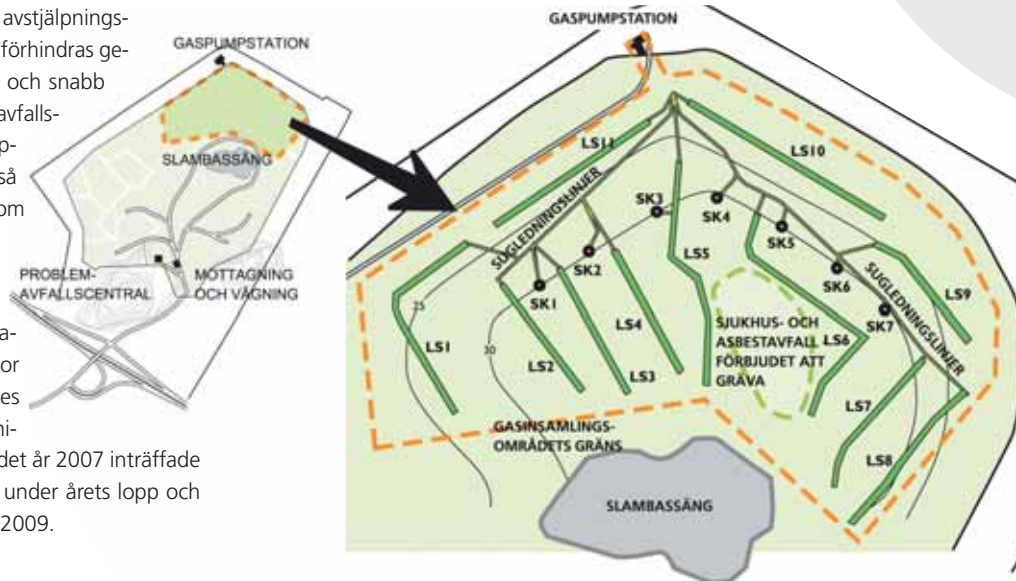 avstjälpnings-
förhindras ge-
och snabb
avfalls-
p-
så
om
a-
or
es
ni-
det år 2007 inträffade
under årets lopp och
2009.
GASPUMPSTATION
SLAMBASSÄNG
PROBLEM-
AVFALLSCENTRAL
MOTTAGNING
OCH VÄGNING
GASPUMPSTATION
LS11
LS10
SUGLEDNINGSLINJER
SK3
SK4
SK5
SK2
SK1
LS5
SK6
SK7
SUGLEDNINGSLINJER
LS9
25
30
LS1
LS2
LS4
LS3
SJUKHUS- OCH
ASBESTAVFALL
FÖRBJUDET ATT
GRÄVA
LS6
LS7
LS8
GASINSAMLINGS-
OMRÅDETS GRÄNS
SLAMBASSÄNG